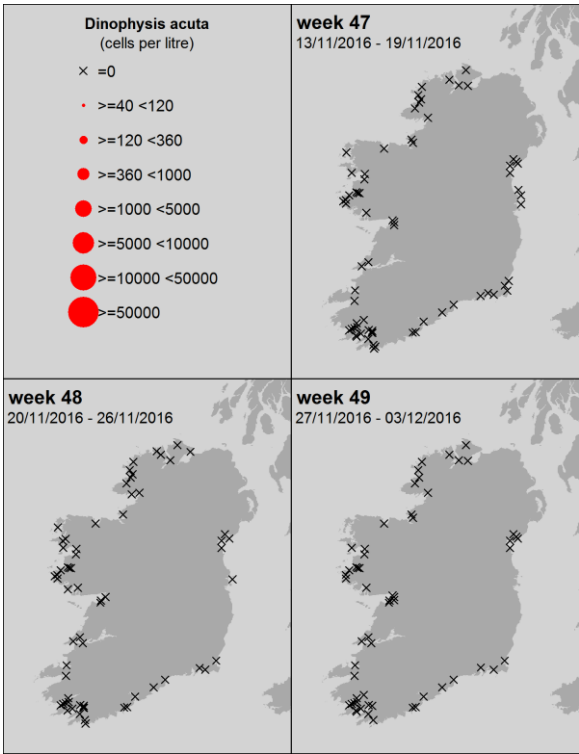 Dinophysis acuta
(cells per litre)
=0
>=40 <120
>=120 <360
>=360 <1000
>=1000 <5000
>=5000 <10000
>=10000 <50000
>=50000
week 47
13/11/2016 - 19/11/2016
week 48
20/11/2016 - 26/11/2016
week 49
27/11/2016 - 03/12/2016